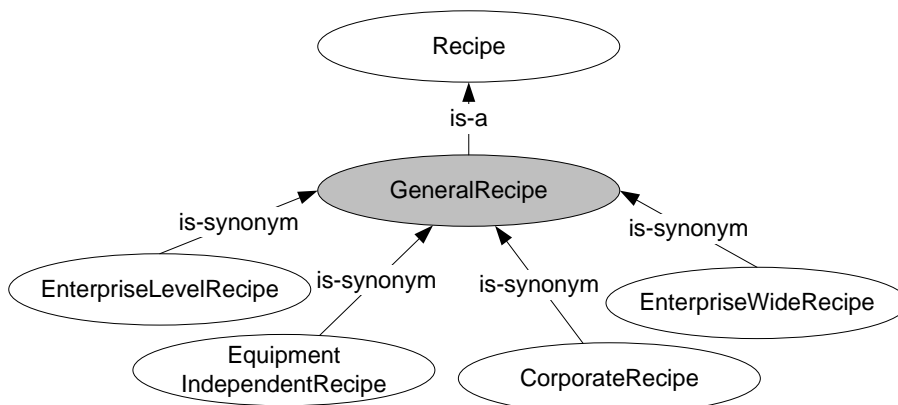 Recipe
is-a
GeneralRecipe
is-synonym
is-synonym
is-synonym
is-synonym
EnterpriseLevelRecipe
EnterpriseWideRecipe
Equipment
IndependentRecipe
CorporateRecipe